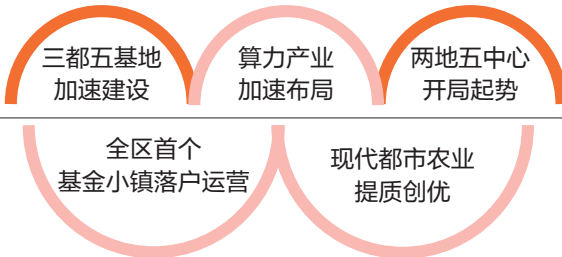 三都五基地
加速建设
算力产业
加速布局
两地五中心
开局起势
全区首个
基金小镇落户运营
现代都市农业
提质创优